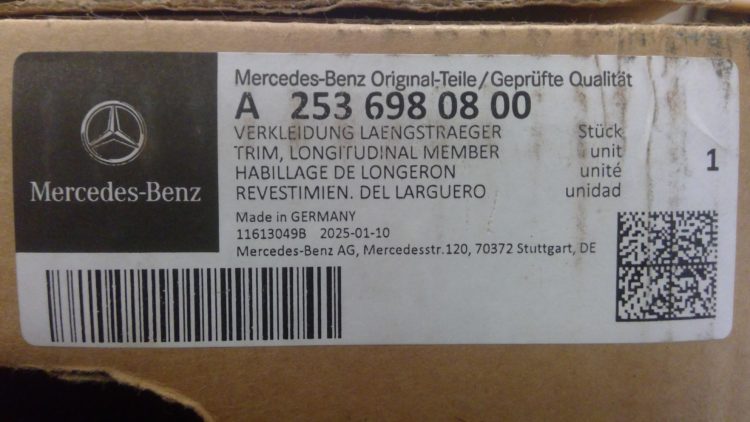 Mercedes-Benz
Mercedes-Benz Original-Teile/Geprüfte Qualität
A 253 698 08 00
VERKLEIDUNG LAENGSTRAEGER Stück
TRIM, LONGITUDINAL MEMBER unit
HABILLAGE DE LONGERON unité
REVESTIMIEN. DEL LARGUERO unidad
1
Made in GERMANY
11613049B 2025-01-10
Mercedes-Benz AG, Mercedesstr.120, 70372 Stuttgart, DE